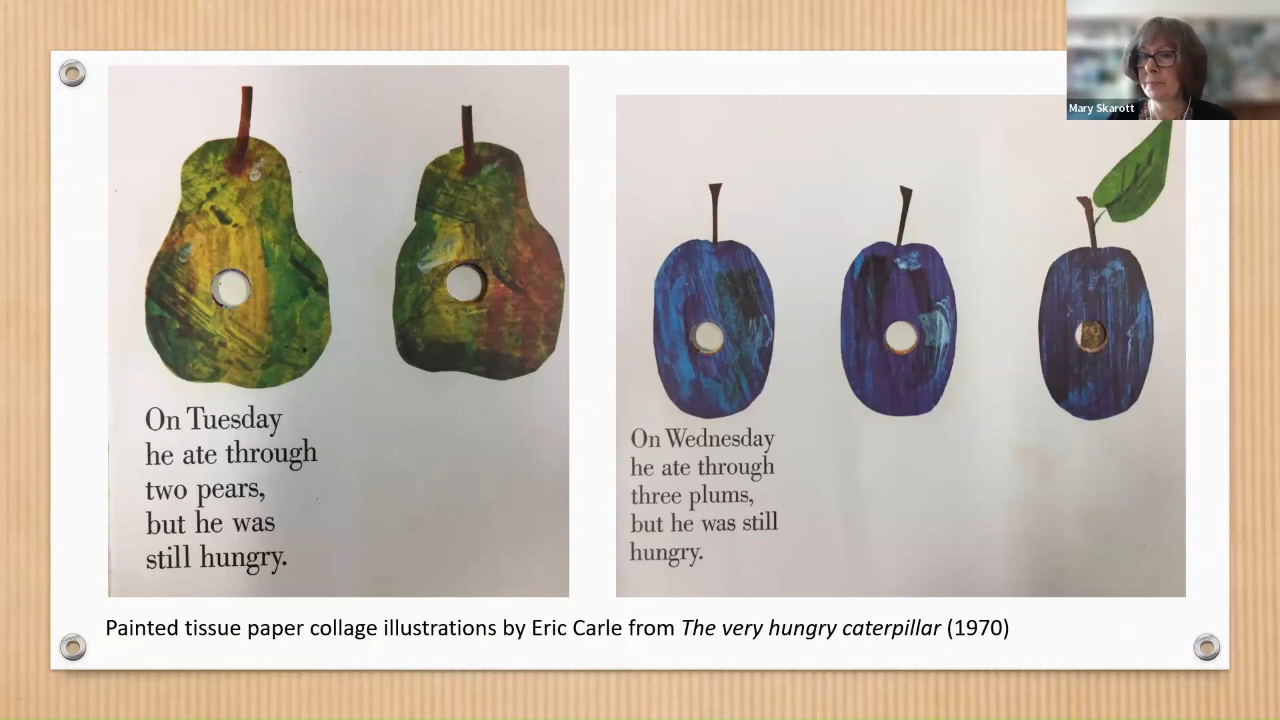 Mary Skarott
On Tuesday
he ate through
two pears,
but he was
still hungry.
On Wednesday
he ate through
three plums,
but he was still
hungry.
Painted tissue paper collage illustrations by Eric Carle from The very hungry caterpillar (1970)